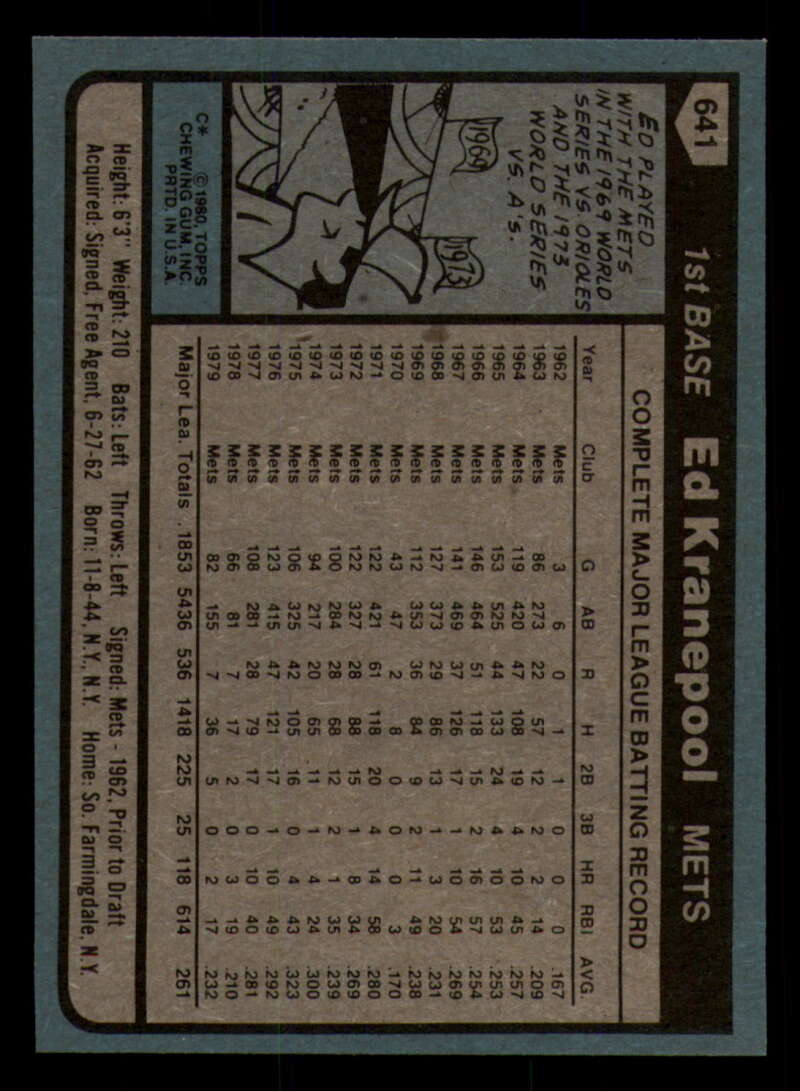 641 1st BASE Ed Kranepool METS
ED PLAYED
WITH THE METS
IN THE 1969 WORLD
SERIES VS. ORIOLES
AND THE 1973
WORLD SERIES
VS. A'S.
1969
1973
C* © 1980 TOPPS
CHEWING GUM, INC.
PRTD. IN U.S.A.
COMPLETE MAJOR LEAGUE BATTING RECORD
Year Club G AB R H 2B 3B HR RBI AVG.
1962 Mets 3 6 0 1 1 0 0 0 .167
1963 Mets 86 273 22 57 12 2 2 14 .209
1964 Mets 119 420 47 108 19 4 10 45 .257
1965 Mets 153 525 44 133 24 4 10 53 .253
1966 Mets 146 464 51 118 15 2 16 57 .254
1967 Mets 141 469 37 126 17 1 10 54 .269
1968 Mets 127 373 29 86 13 1 3 20 .231
1969 Mets 112 353 36 84 9 2 11 49 .238
1970 Mets 43 47 2 8 0 0 0 3 .170
1971 Mets 122 421 61 118 20 4 14 58 .280
1972 Mets 122 327 28 88 15 1 8 34 .269
1973 Mets 100 284 28 68 12 2 1 35 .239
1974 Mets 94 217 20 65 11 1 4 24 .300
1975 Mets 106 325 42 105 16 0 4 43 .323
1976 Mets 123 415 47 121 17 1 10 49 .292
1977 Mets 108 281 28 79 17 0 10 40 .281
1978 Mets 66 81 7 17 2 0 3 19 .210
1979 Mets 82 155 7 36 5 0 2 17 .232
Major Lea. Totals . 1853 5436 536 1418 225 25 118 614 .261
Height: 6'3" Weight: 210 Bats: Left Throws: Left Signed: Mets - 1962, Prior to Draft
Acquired: Signed, Free Agent, 6-27-62 Born: 11-8-44, N.Y., N.Y. Home: So. Farmingdale, N.Y.